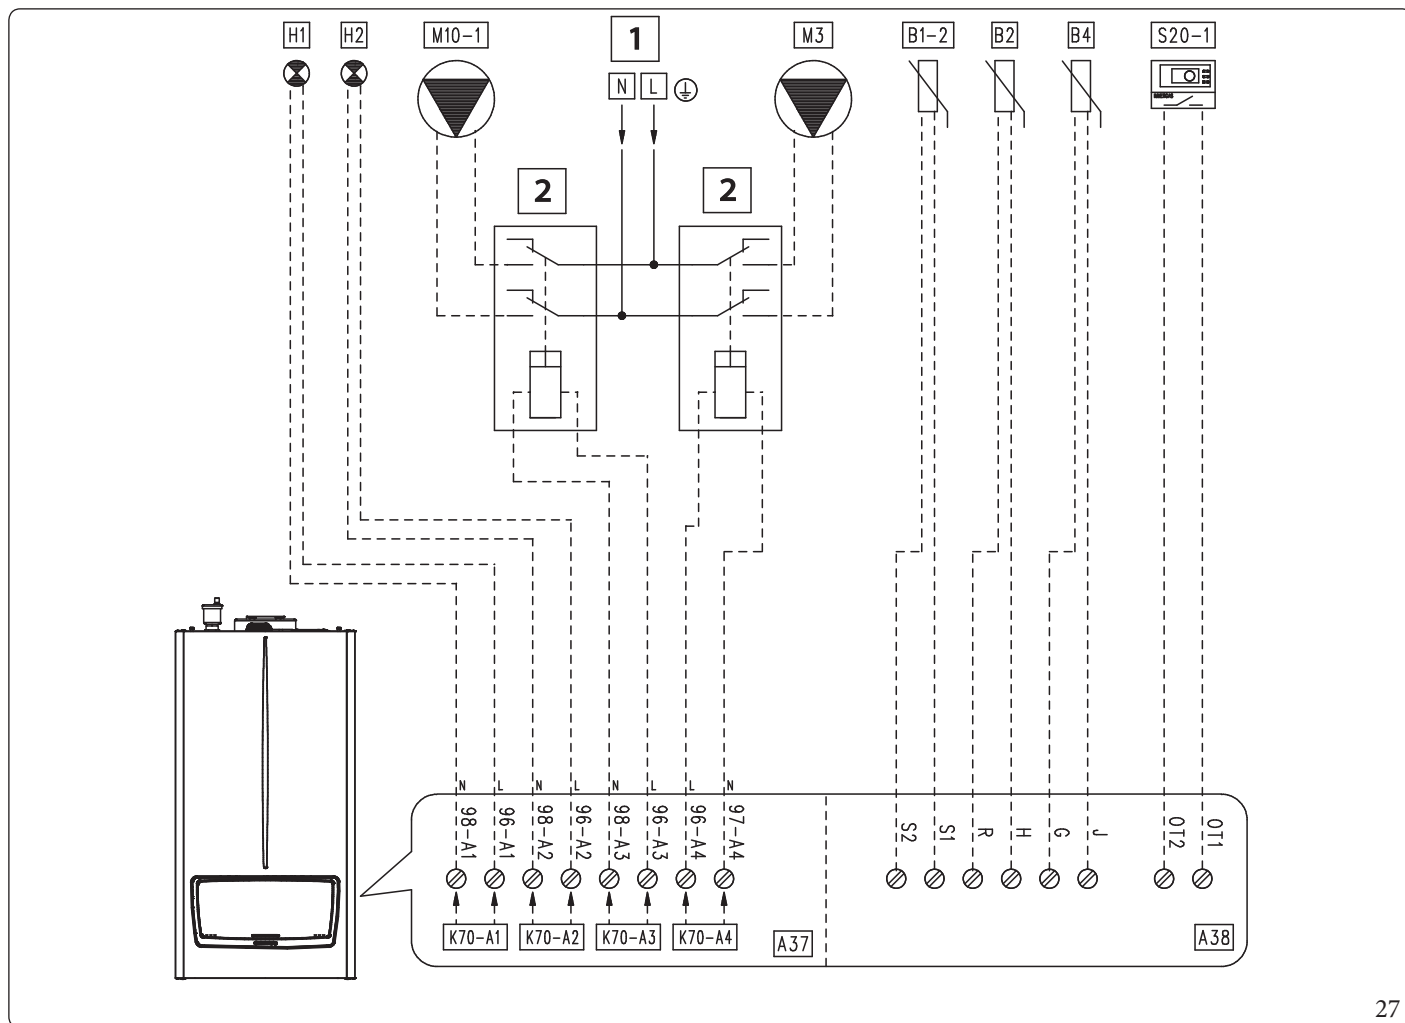 H1 H2 M10-1 1 M3 B1-2 B2 B4 S20-1
N L
2 2
N L N L N L L N
98-A1 96-A1 98-A2 96-A2 98-A3 96-A3 96-A4 97-A4 S2 S1 R H G J OT2 OT1
K70-A1 K70-A2 K70-A3 K70-A4 A37 A38
27